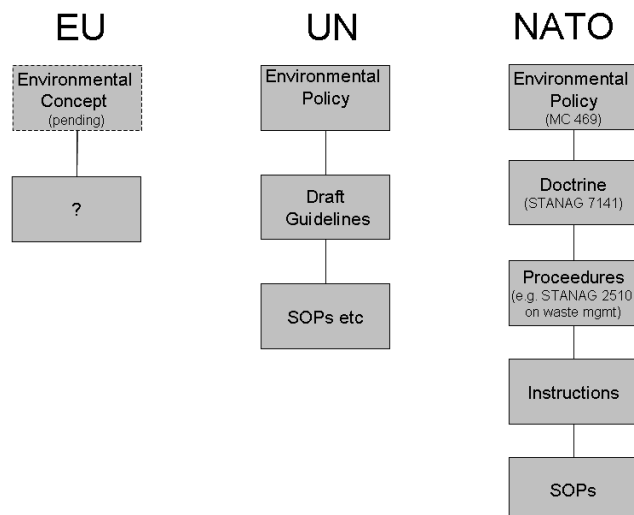 EU
Environmental
Concept
(pending)
?
UN
Environmental
Policy
Draft
Guidelines
SOPs etc
NATO
Environmental
Policy
(MC 469)
Doctrine
(STANAG 7141)
Proceedures
(e.g. STANAG 2510
on waste mgmt)
Instructions
SOPs